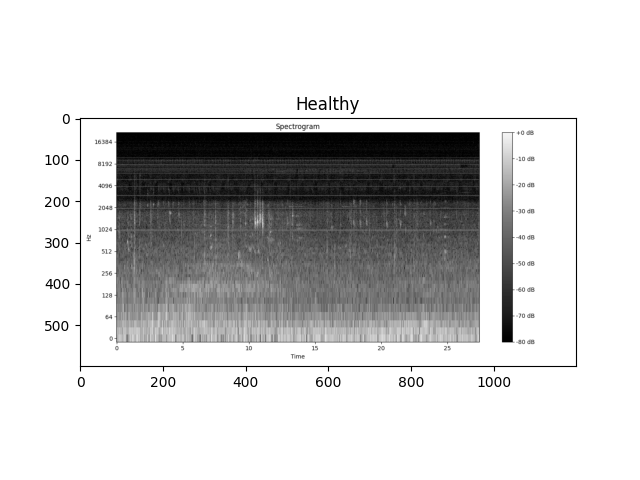 Healthy
0
100
200
300
400
500
0 200 400 600 800 1000
Spectrogram
16384
8192
4096
2048
1024
512
256
128
64
0
Hz
0 5 10 15 20 25
Time
+0 dB
-10 dB
-20 dB
-30 dB
-40 dB
-50 dB
-60 dB
-70 dB
-80 dB